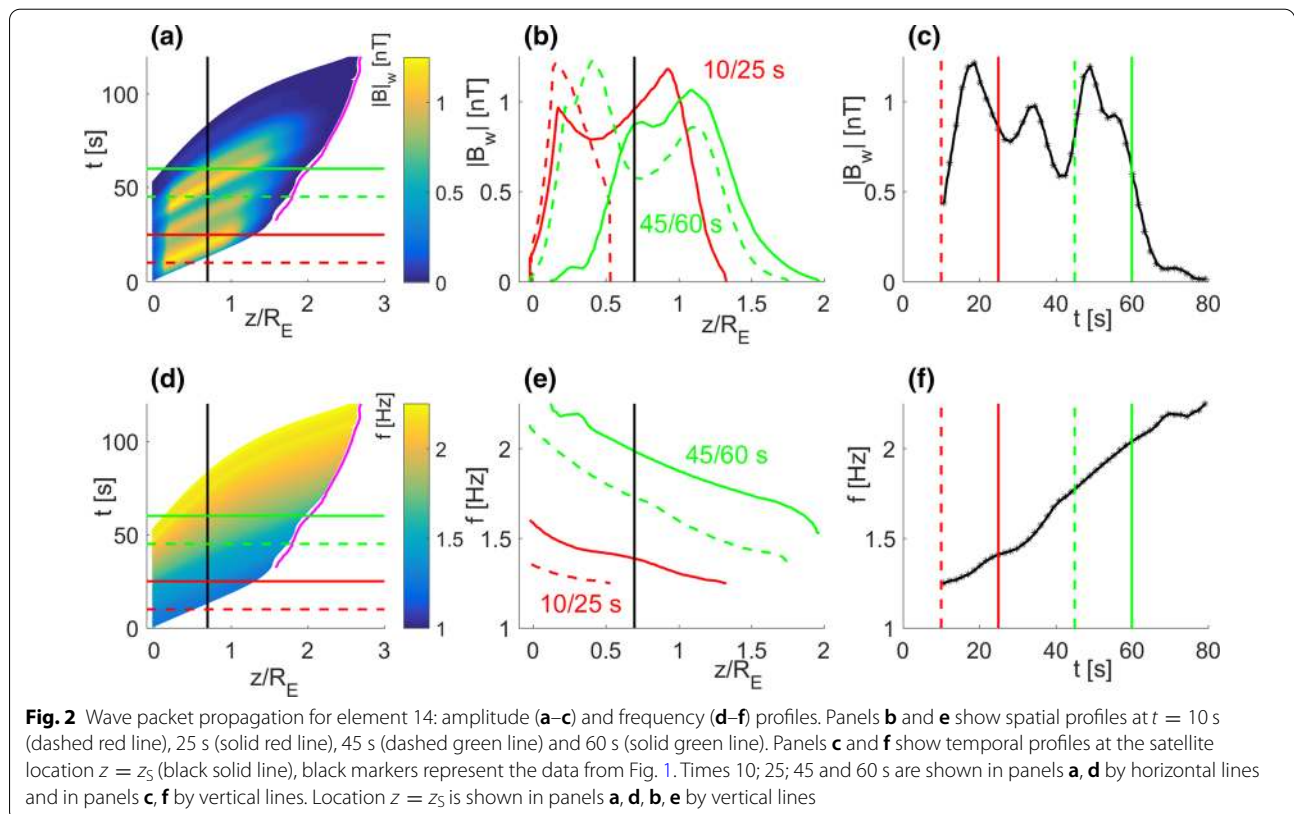 (a)
(b)
(c)
|B|w [nT]
t [s]
100
50
0
1
0.5
0
0
1
2
3
z/R_E
|B_w| [nT]
1
0.5
0
10/25 s
45/60 s
0
0.5
1
1.5
2
z/R_E
|B_w| [nT]
1
0.5
0
0
20
40
60
80
t [s]
(d)
(e)
(f)
f [Hz]
t [s]
100
50
0
2
1.5
1
0
1
2
3
z/R_E
f [Hz]
2
1.5
1
45/60 s
10/25 s
0
0.5
1
1.5
2
z/R_E
f [Hz]
2
1.5
1
0
20
40
60
80
t [s]
Fig. 2 Wave packet propagation for element 14: amplitude (a–c) and frequency (d–f) profiles. Panels b and e show spatial profiles at t = 10 s
(dashed red line), 25 s (solid red line), 45 s (dashed green line) and 60 s (solid green line). Panels c and f show temporal profiles at the satellite
location z = zS (black solid line), black markers represent the data from Fig. 1. Times 10; 25; 45 and 60 s are shown in panels a, d by horizontal lines
and in panels c, f by vertical lines. Location z = zS is shown in panels a, d, b, e by vertical lines